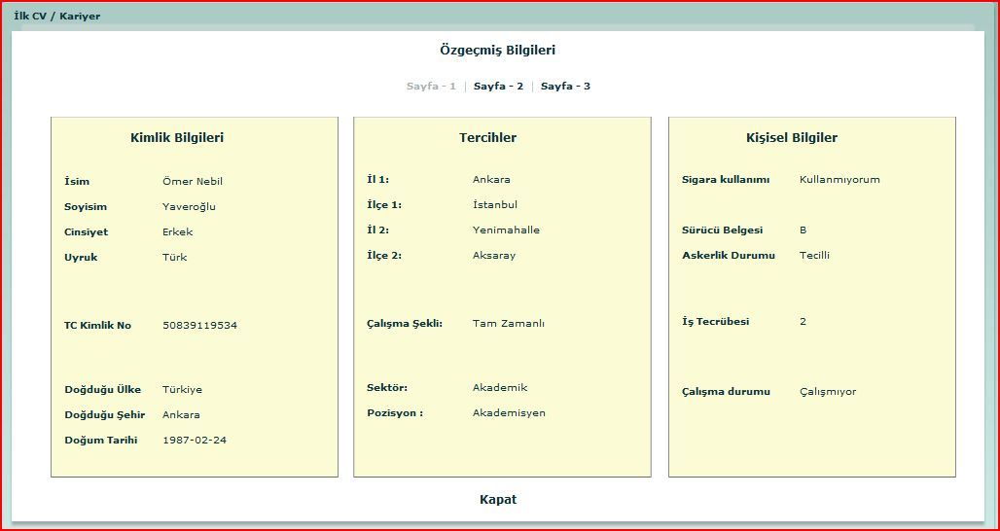 İlk CV / Kariyer
Özgeçmiş Bilgileri
Sayfa - 1 | Sayfa - 2 | Sayfa - 3
Kimlik Bilgileri
İsim Ömer Nebil
Soyisim Yaveroğlu
Cinsiyet Erkek
Uyruk Türk
TC Kimlik No 50839119534
Doğduğu Ülke Türkiye
Doğduğu Şehir Ankara
Doğum Tarihi 1987-02-24
Tercihler
İl 1: Ankara
İlçe 1: İstanbul
İl 2: Yenimahalle
İlçe 2: Aksaray
Çalışma Şekli: Tam Zamanlı
Sektör: Akademik
Pozisyon : Akademisyen
Kişisel Bilgiler
Sigara kullanımı Kullanmıyorum
Sürücü Belgesi B
Askerlik Durumu Tecilli
İş Tecrübesi 2
Çalışma durumu Çalışmıyor
Kapat